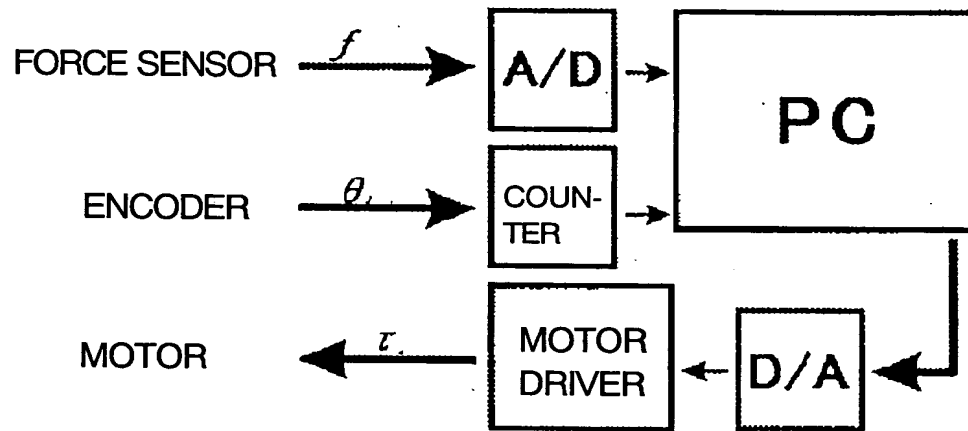 FORCE SENSOR
f
A/D
PC
ENCODER
θ
COUN-
TER
MOTOR
τ
MOTOR
DRIVER
D/A